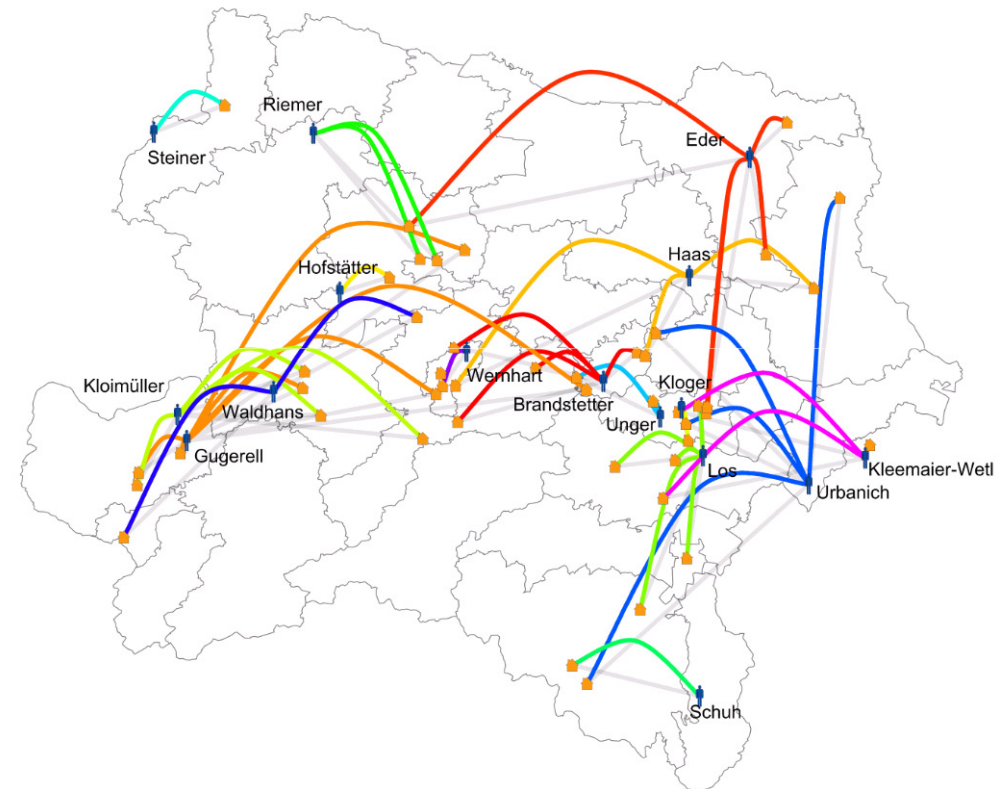 Riemer
Steiner
Eder
Haas
Hofstätter
Wernhart
Kloimüller
Waldhans
Kloger
Brandstetter
Unger
Gugerell
Los
Kleemaier-Wetl
Urbanich
Schuh